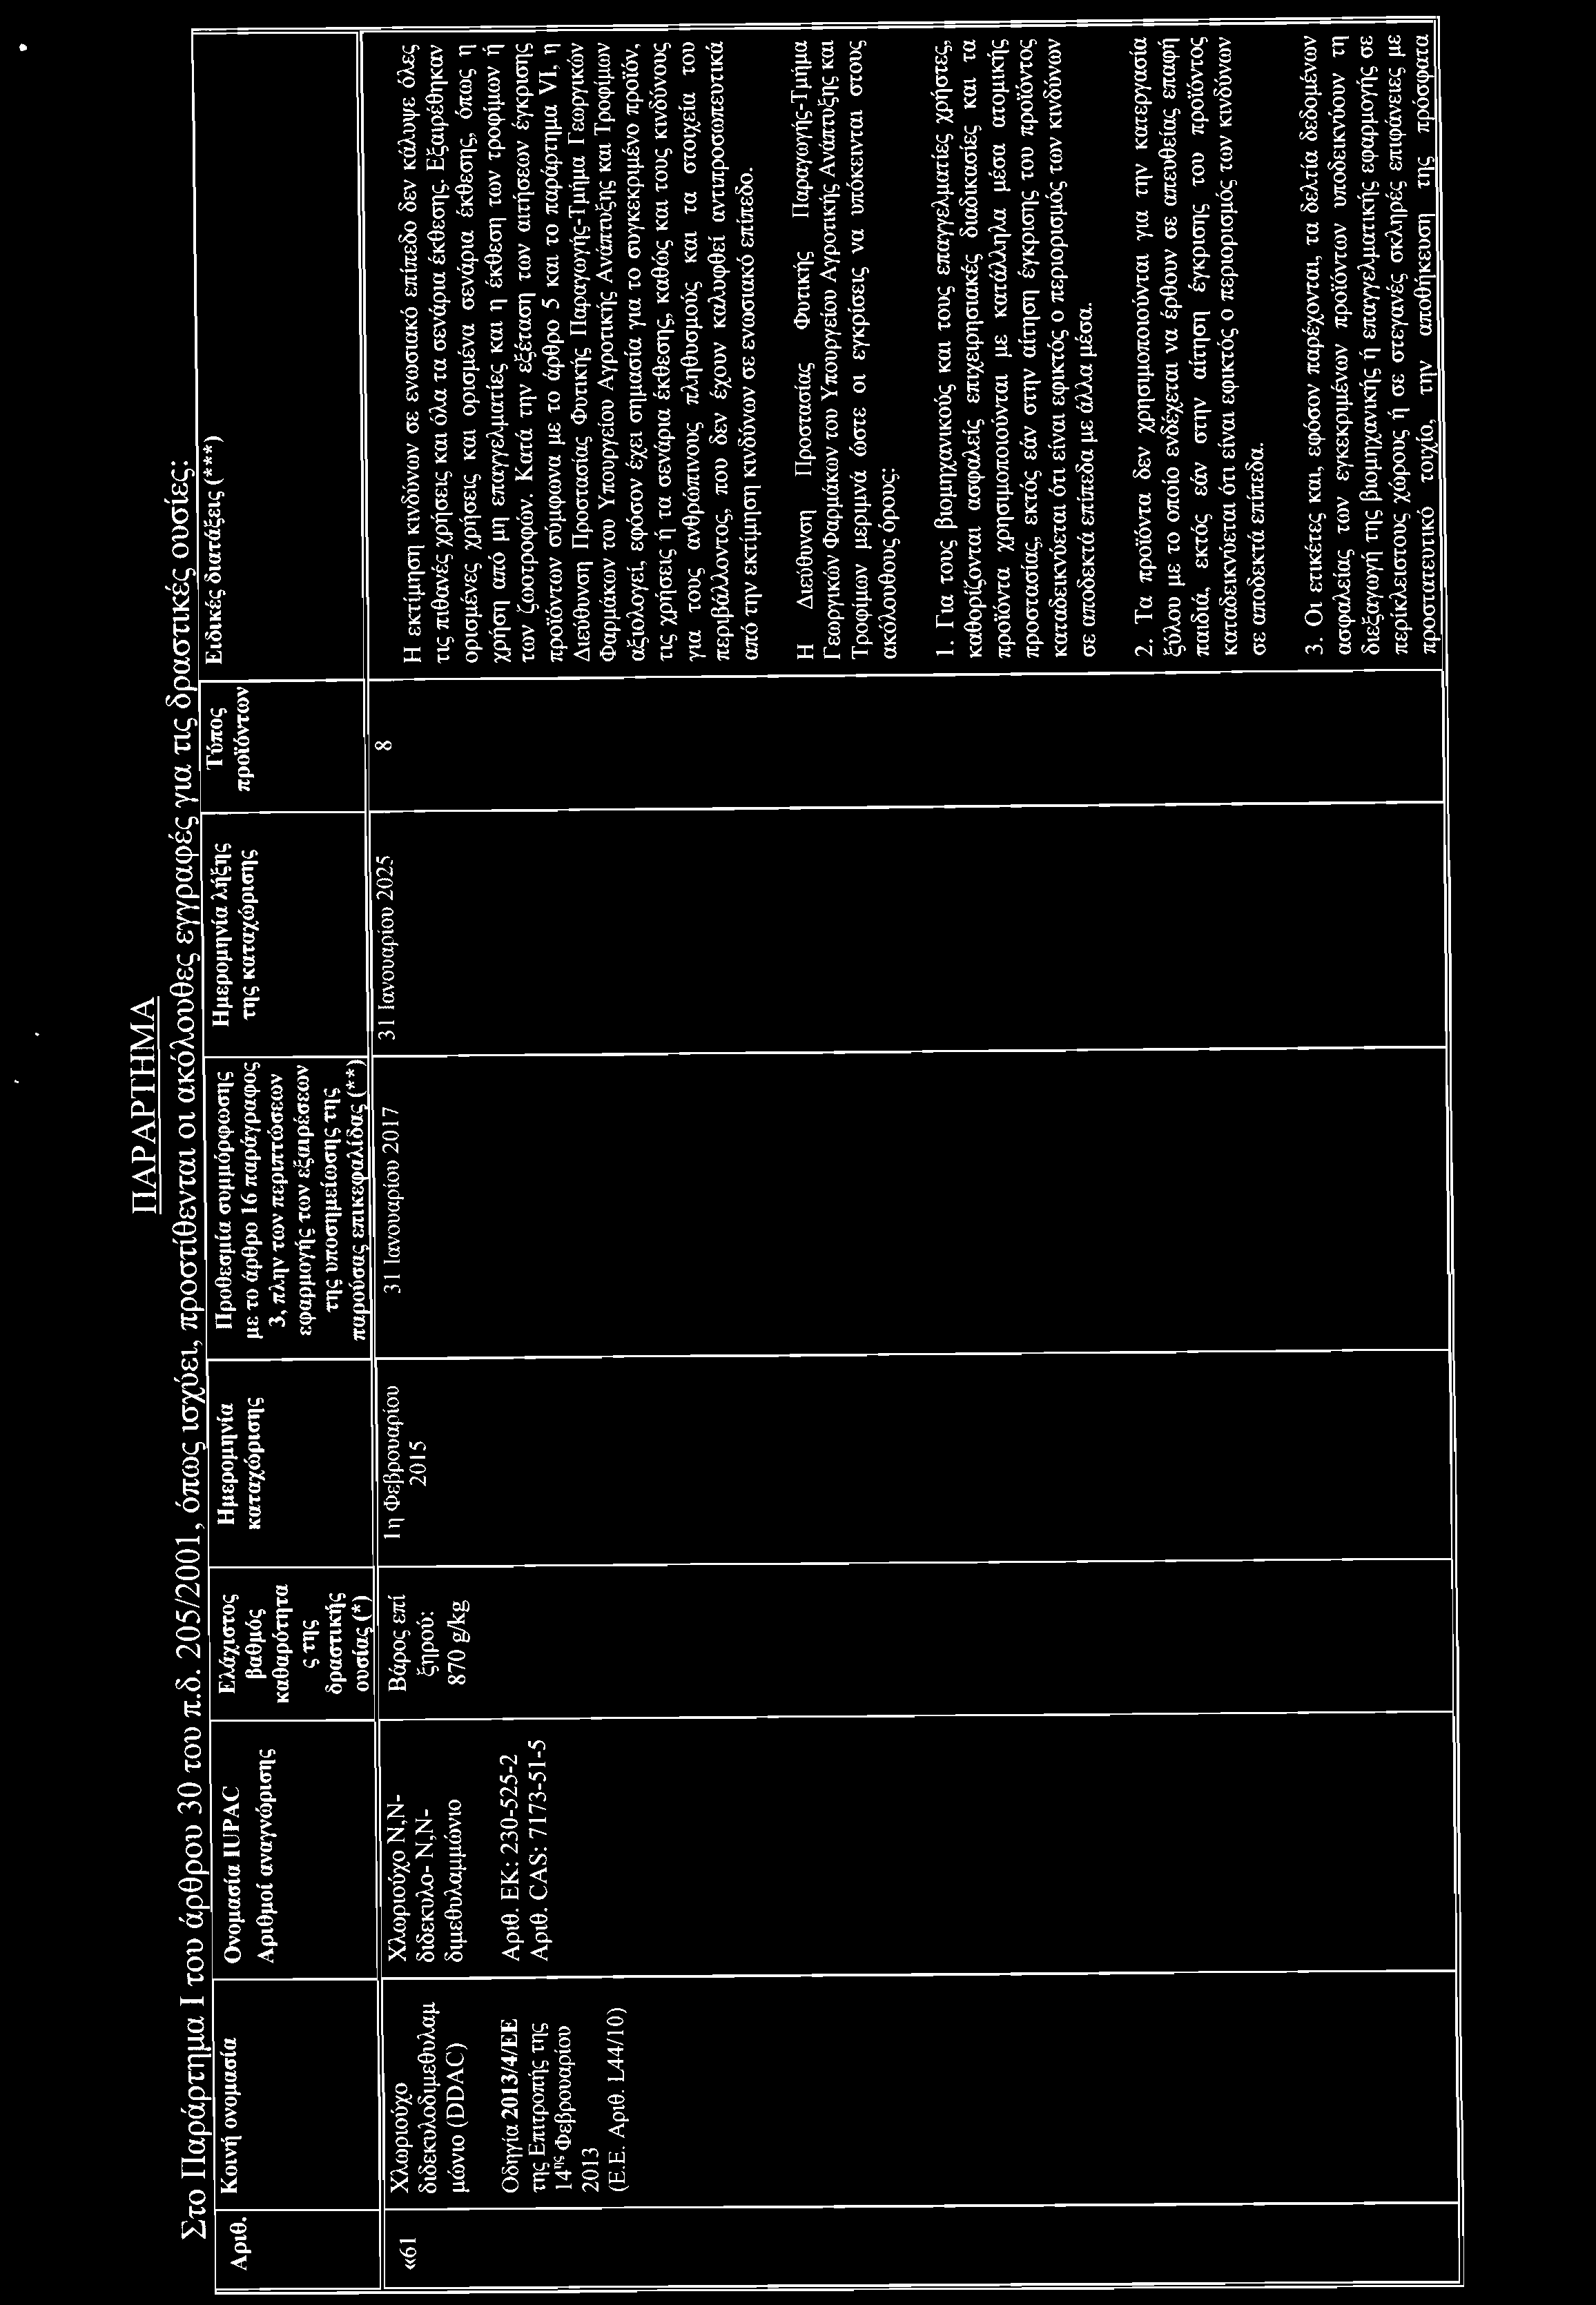 ΠΑΡΑΡΤΗΜΑ
Στο Παράρτημα Ι του άρθρου 30 του π.δ. 205/2001, όπως ισχύει, προστίθενται οι ακόλουθες εγγραφές για τις δραστικές ουσίες:
Αριθ.
Κοινή ονομασία
Ονομασία IUPAC
Αριθμοί αναγνώρισης
Ελάχιστος
βαθμός
καθαρότητα
ς της
δραστικής
ουσίας (*)
Ημερομηνία
καταχώρισης
Προθεσμία συμμόρφωσης
με το άρθρο 16 παράγραφος
3, πλην των περιπτώσεων
εφαρμογής των εξαιρέσεων
της υποσημείωσης της
παρούσας επικεφαλίδας (**)
Ημερομηνία λήξης
της καταχώρισης
Τύπος
προϊόντων
Ειδικές διατάξεις (***)
«61
Χλωριούχο
διδεκυλοδιμεθυλαμ
μώνιο (DDAC)
Οδηγία 2013/4/ΕΕ
της Επιτροπής της
14ης Φεβρουαρίου
2013
(Ε.Ε. Αριθ. L44/10)
Χλωριούχο N,N-
διδεκυλο- N,N-
διμεθυλαμμώνιο
Αριθ. ΕΚ: 230-525-2
Αριθ. CAS: 7173-51-5
Βάρος επί
ξηρού:
870 g/kg
1η Φεβρουαρίου
2015
31 Ιανουαρίου 2017
31 Ιανουαρίου 2025
8
Η εκτίμηση κινδύνων σε ενωσιακό επίπεδο δεν κάλυψε όλες
τις πιθανές χρήσεις και όλα τα σενάρια έκθεσης. Εξαιρέθηκαν
ορισμένες χρήσεις και ορισμένα σενάρια έκθεσης, όπως η
χρήση από μη επαγγελματίες και η έκθεση των τροφίμων ή
των ζωοτροφών. Κατά την εξέταση των αιτήσεων έγκρισης
προϊόντων σύμφωνα με το άρθρο 5 και το παράρτημα VI, η
Διεύθυνση Προστασίας Φυτικής Παραγωγής-Τμήμα Γεωργικών
Φαρμάκων του Υπουργείου Αγροτικής Ανάπτυξης και Τροφίμων
αξιολογεί, εφόσον έχει σημασία για το συγκεκριμένο προϊόν,
τις χρήσεις ή τα σενάρια έκθεσης, καθώς και τους κινδύνους
για τους ανθρώπινους πληθυσμούς και τα στοιχεία του
περιβάλλοντος, που δεν έχουν καλυφθεί αντιπροσωπευτικά
από την εκτίμηση κινδύνων σε ενωσιακό επίπεδο.
Η Διεύθυνση Προστασίας Φυτικής Παραγωγής-Τμήμα
Γεωργικών Φαρμάκων του Υπουργείου Αγροτικής Ανάπτυξης και
Τροφίμων μεριμνά ώστε οι εγκρίσεις να υπόκεινται στους
ακόλουθους όρους:
1. Για τους βιομηχανικούς και τους επαγγελματίες χρήστες,
καθορίζονται ασφαλείς επιχειρησιακές διαδικασίες και τα
προϊόντα χρησιμοποιούνται με κατάλληλα μέσα ατομικής
προστασίας, εκτός εάν στην αίτηση έγκρισης του προϊόντος
καταδεικνύεται ότι είναι εφικτός ο περιορισμός των κινδύνων
σε αποδεκτά επίπεδα με άλλα μέσα.
2. Τα προϊόντα δεν χρησιμοποιούνται για την κατεργασία
ξύλου με το οποίο ενδέχεται να έρθουν σε απευθείας επαφή
παιδιά, εκτός εάν στην αίτηση έγκρισης του προϊόντος
καταδεικνύεται ότι είναι εφικτός ο περιορισμός των κινδύνων
σε αποδεκτά επίπεδα.
3. Οι ετικέτες και, εφόσον παρέχονται, τα δελτία δεδομένων
ασφαλείας των εγκεκριμένων προϊόντων υποδεικνύουν τη
διεξαγωγή της βιομηχανικής ή επαγγελματικής εφαρμογής σε
περίκλειστους χώρους ή σε στεγανές σκληρές επιφάνειες με
προστατευτικό τοιχίο, την αποθήκευση της πρόσφατα